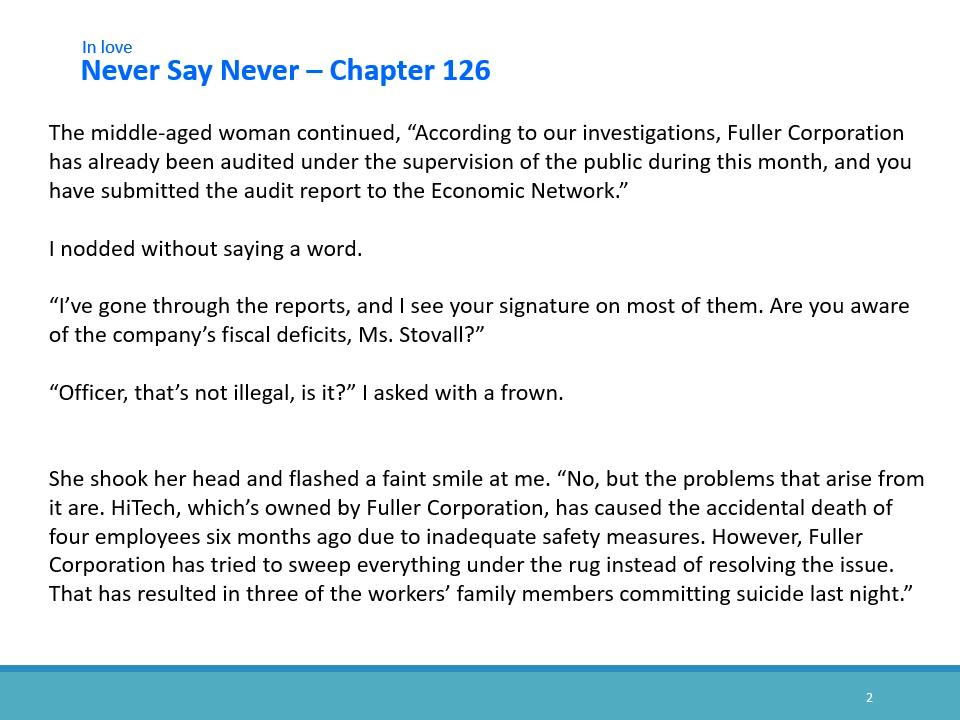 In love
Never Say Never – Chapter 126
The middle-aged woman continued, “According to our investigations, Fuller Corporation
has already been audited under the supervision of the public during this month, and you
have submitted the audit report to the Economic Network.”
I nodded without saying a word.
“I’ve gone through the reports, and I see your signature on most of them. Are you aware
of the company’s fiscal deficits, Ms. Stovall?”
“Officer, that’s not illegal, is it?” I asked with a frown.
She shook her head and flashed a faint smile at me. “No, but the problems that arise from
it are. HiTech, which’s owned by Fuller Corporation, has caused the accidental death of
four employees six months ago due to inadequate safety measures. However, Fuller
Corporation has tried to sweep everything under the rug instead of resolving the issue.
That has resulted in three of the workers’ family members committing suicide last night.”
2